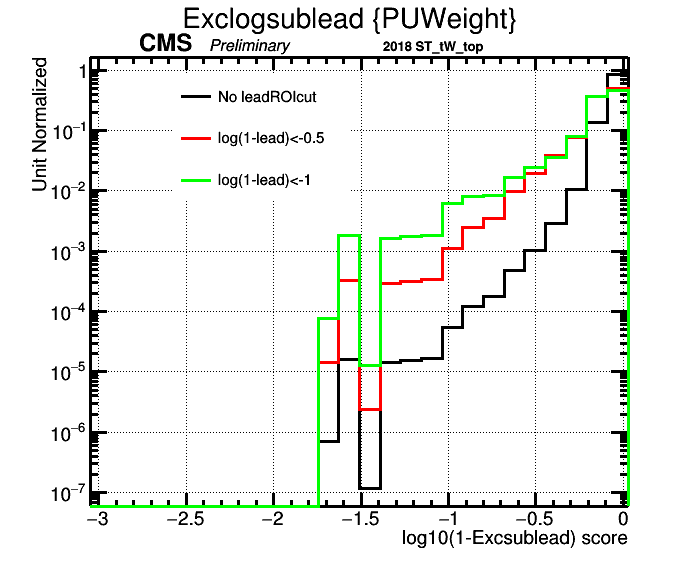 Exclogsublead {PUWeight}
CMS Preliminary 2018 ST_tW_top
Unit Normalized
1
10−1
10−2
10−3
10−4
10−5
10−6
10−7
No leadROIcut
log(1-lead)<-0.5
log(1-lead)<-1
−3 −2.5 −2 −1.5 −1 −0.5 0
log10(1-Excsublead) score